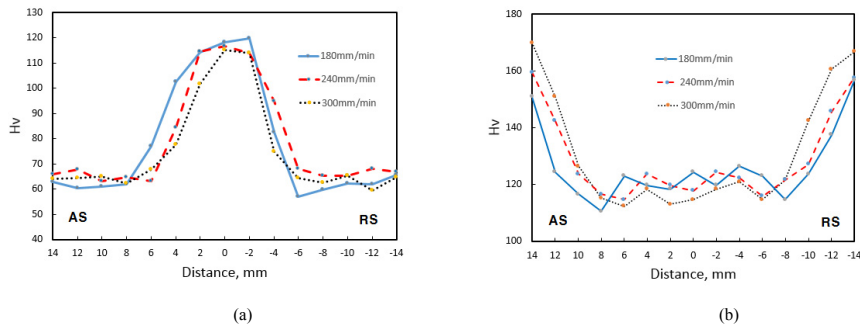 (a)
130
120
110
100
90
80
70
60
50
40
Hv
180mm/min
240mm/min
300mm/min
AS
RS
14 12 10 8 6 4 2 0 -2 -4 -6 -8 -10 -12 -14
Distance, mm
(a)
(b)
180
160
140
120
100
Hv
180mm/min
240mm/min
300mm/min
AS
RS
14 12 10 8 6 4 2 0 -2 -4 -6 -8 -10 -12 -14
Distance, mm
(b)